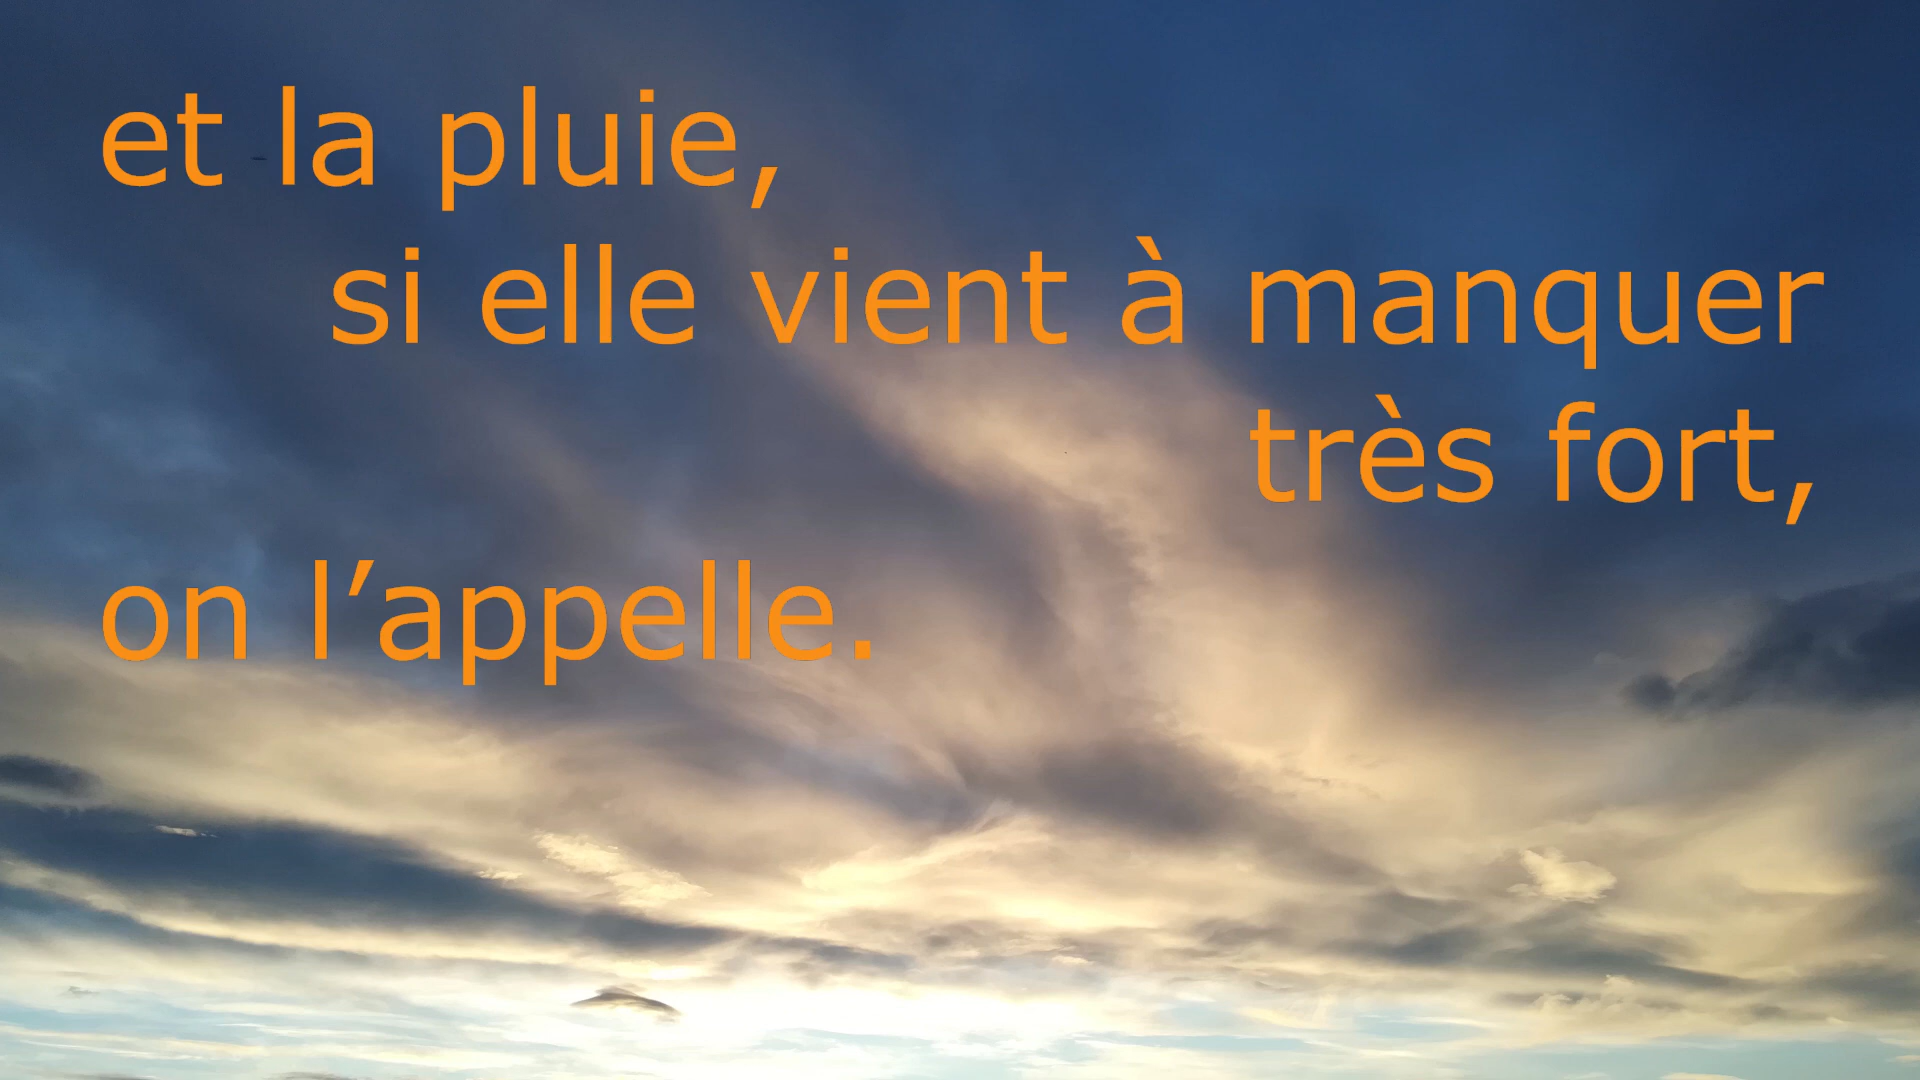 et la pluie,
si elle vient à manquer
très fort,
on l’appelle.